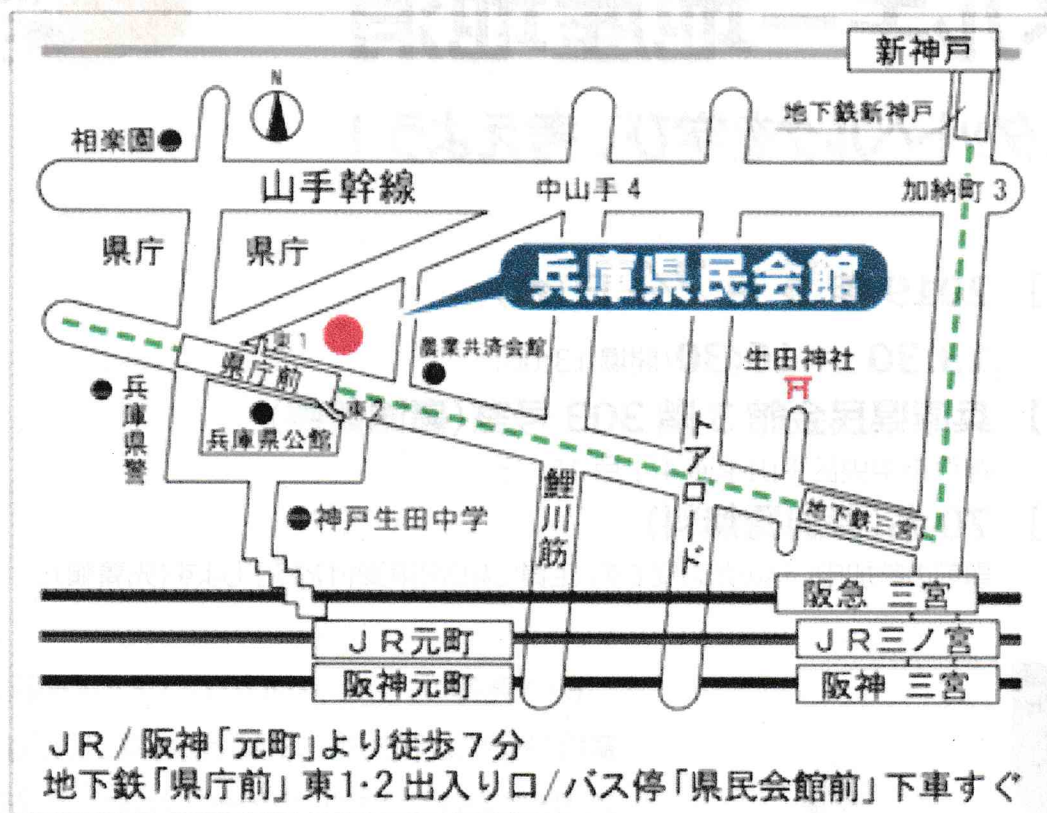 新神戸
N
地下鉄新神戸
相楽園
山手幹線
中山手4
加納町3
県庁
県庁
兵庫県民会館
東1
農業共済会館
県庁前
生田神社
兵庫県警
東2
兵庫県公館
トアロード
鯉川筋
神戸生田中学
地下鉄三宮
阪急 三宮
JR元町
JR三ノ宮
阪神元町
阪神 三宮
JR/阪神「元町」より徒歩7分
地下鉄「県庁前」東1・2出入り口/バス停「県民会館前」下車すぐ